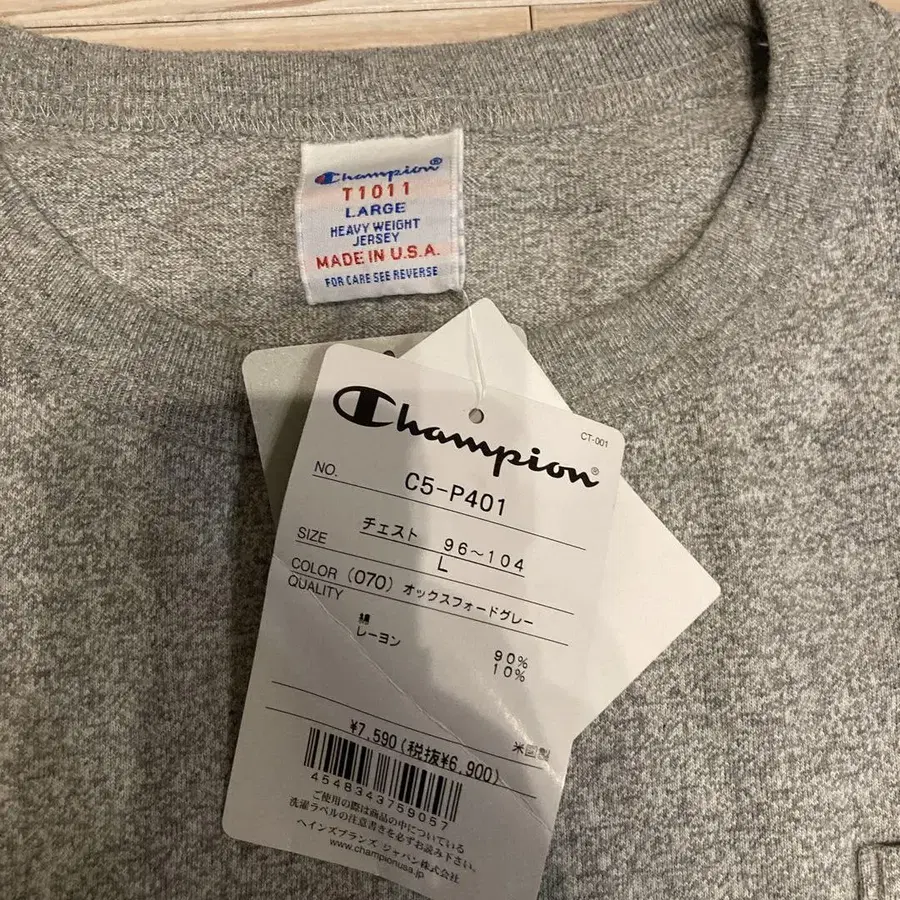 Champion®
T1011
LARGE
HEAVY WEIGHT
JERSEY
MADE IN U.S.A.
FOR CARE SEE REVERSE
CT-001
Champion®
NO. C5-P401
チェスト 96~104
SIZE L
COLOR (070) オックスフォードグレー
QUALITY
綿 90%
レーヨン 10%
米国製
¥7,590(税抜¥6,900)
4548343759057
ご使用の際は商品の中についている
洗濯ラベルの注意書きを必ずお読み下さい。
ヘインズブランズ ジャパン株式会社
www.championusa.jp